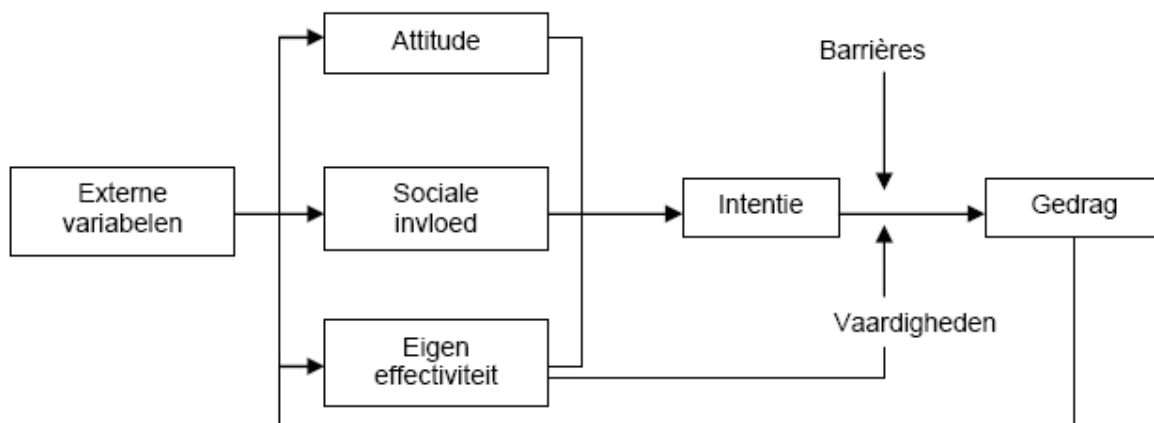 Attitude
Barrières
Externe
variabelen
Sociale
invloed
Intentie
Gedrag
Vaardigheden
Eigen
effectiviteit